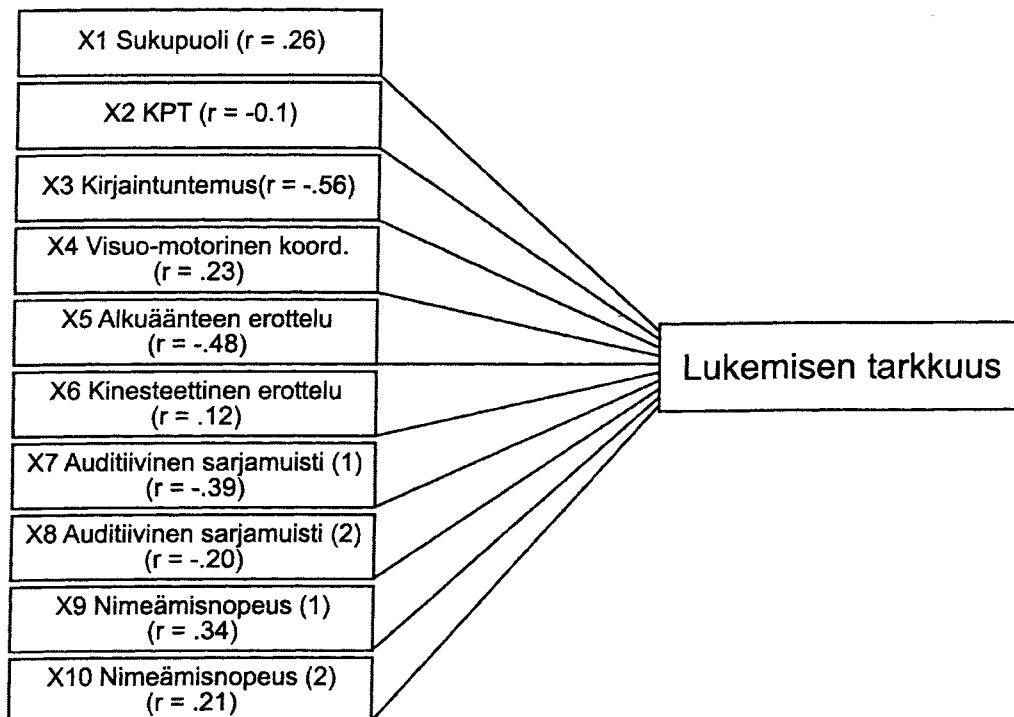 X1 Sukupuoli (r = .26)
X2 KPT (r = -0.1)
X3 Kirjaintuntemus(r = -.56)
X4 Visuo-motorinen koord.
(r = .23)
X5 Alkuäänteen erottelu
(r = -.48)
X6 Kinesteettinen erottelu
(r = .12)
X7 Auditiivinen sarjamuisti (1)
(r = -.39)
X8 Auditiivinen sarjamuisti (2)
(r = -.20)
X9 Nimeämisnopeus (1)
(r = .34)
X10 Nimeämisnopeus (2)
(r = .21)
Lukemisen tarkkuus